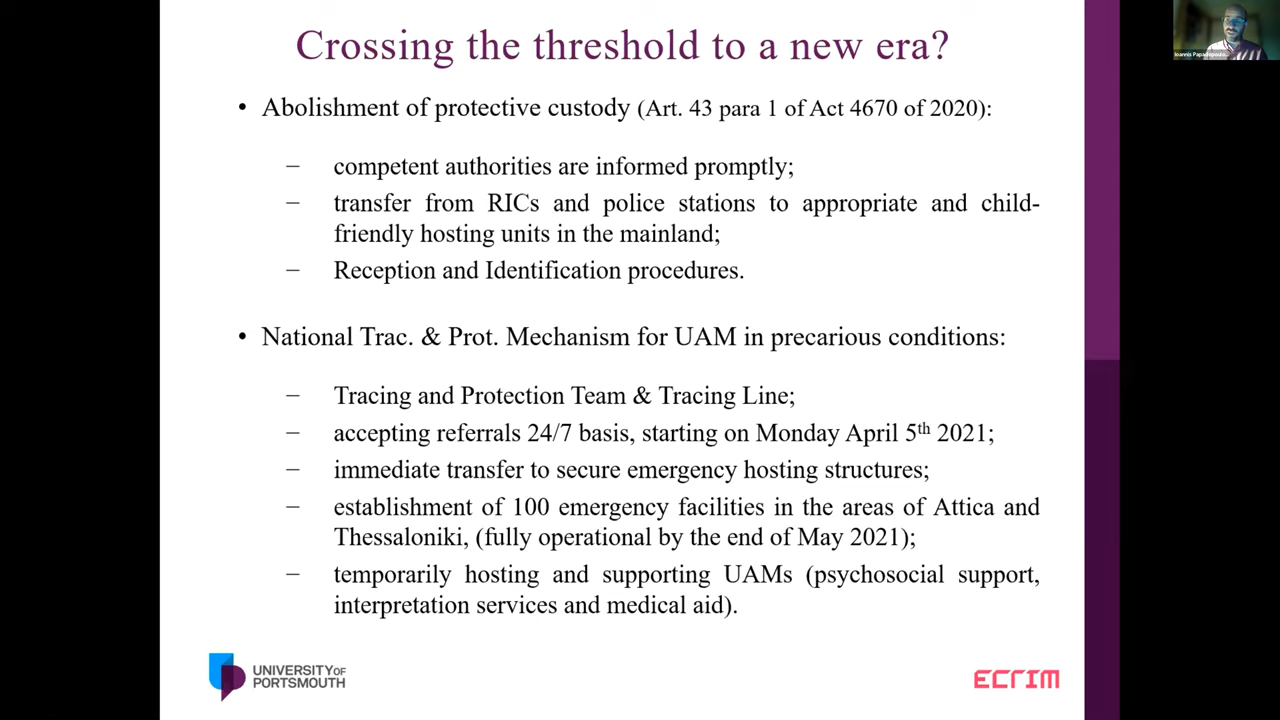 Crossing the threshold to a new era?
• Abolishment of protective custody (Art. 43 para 1 of Act 4670 of 2020):
– competent authorities are informed promptly;
– transfer from RICs and police stations to appropriate and child-
friendly hosting units in the mainland;
– Reception and Identification procedures.
• National Trac. & Prot. Mechanism for UAM in precarious conditions:
– Tracing and Protection Team & Tracing Line;
– accepting referrals 24/7 basis, starting on Monday April 5th 2021;
– immediate transfer to secure emergency hosting structures;
– establishment of 100 emergency facilities in the areas of Attica and
Thessaloniki, (fully operational by the end of May 2021);
– temporarily hosting and supporting UAMs (psychosocial support,
interpretation services and medical aid).
UNIVERSITY OF
PORTSMOUTH
ECRIM
Ioannis